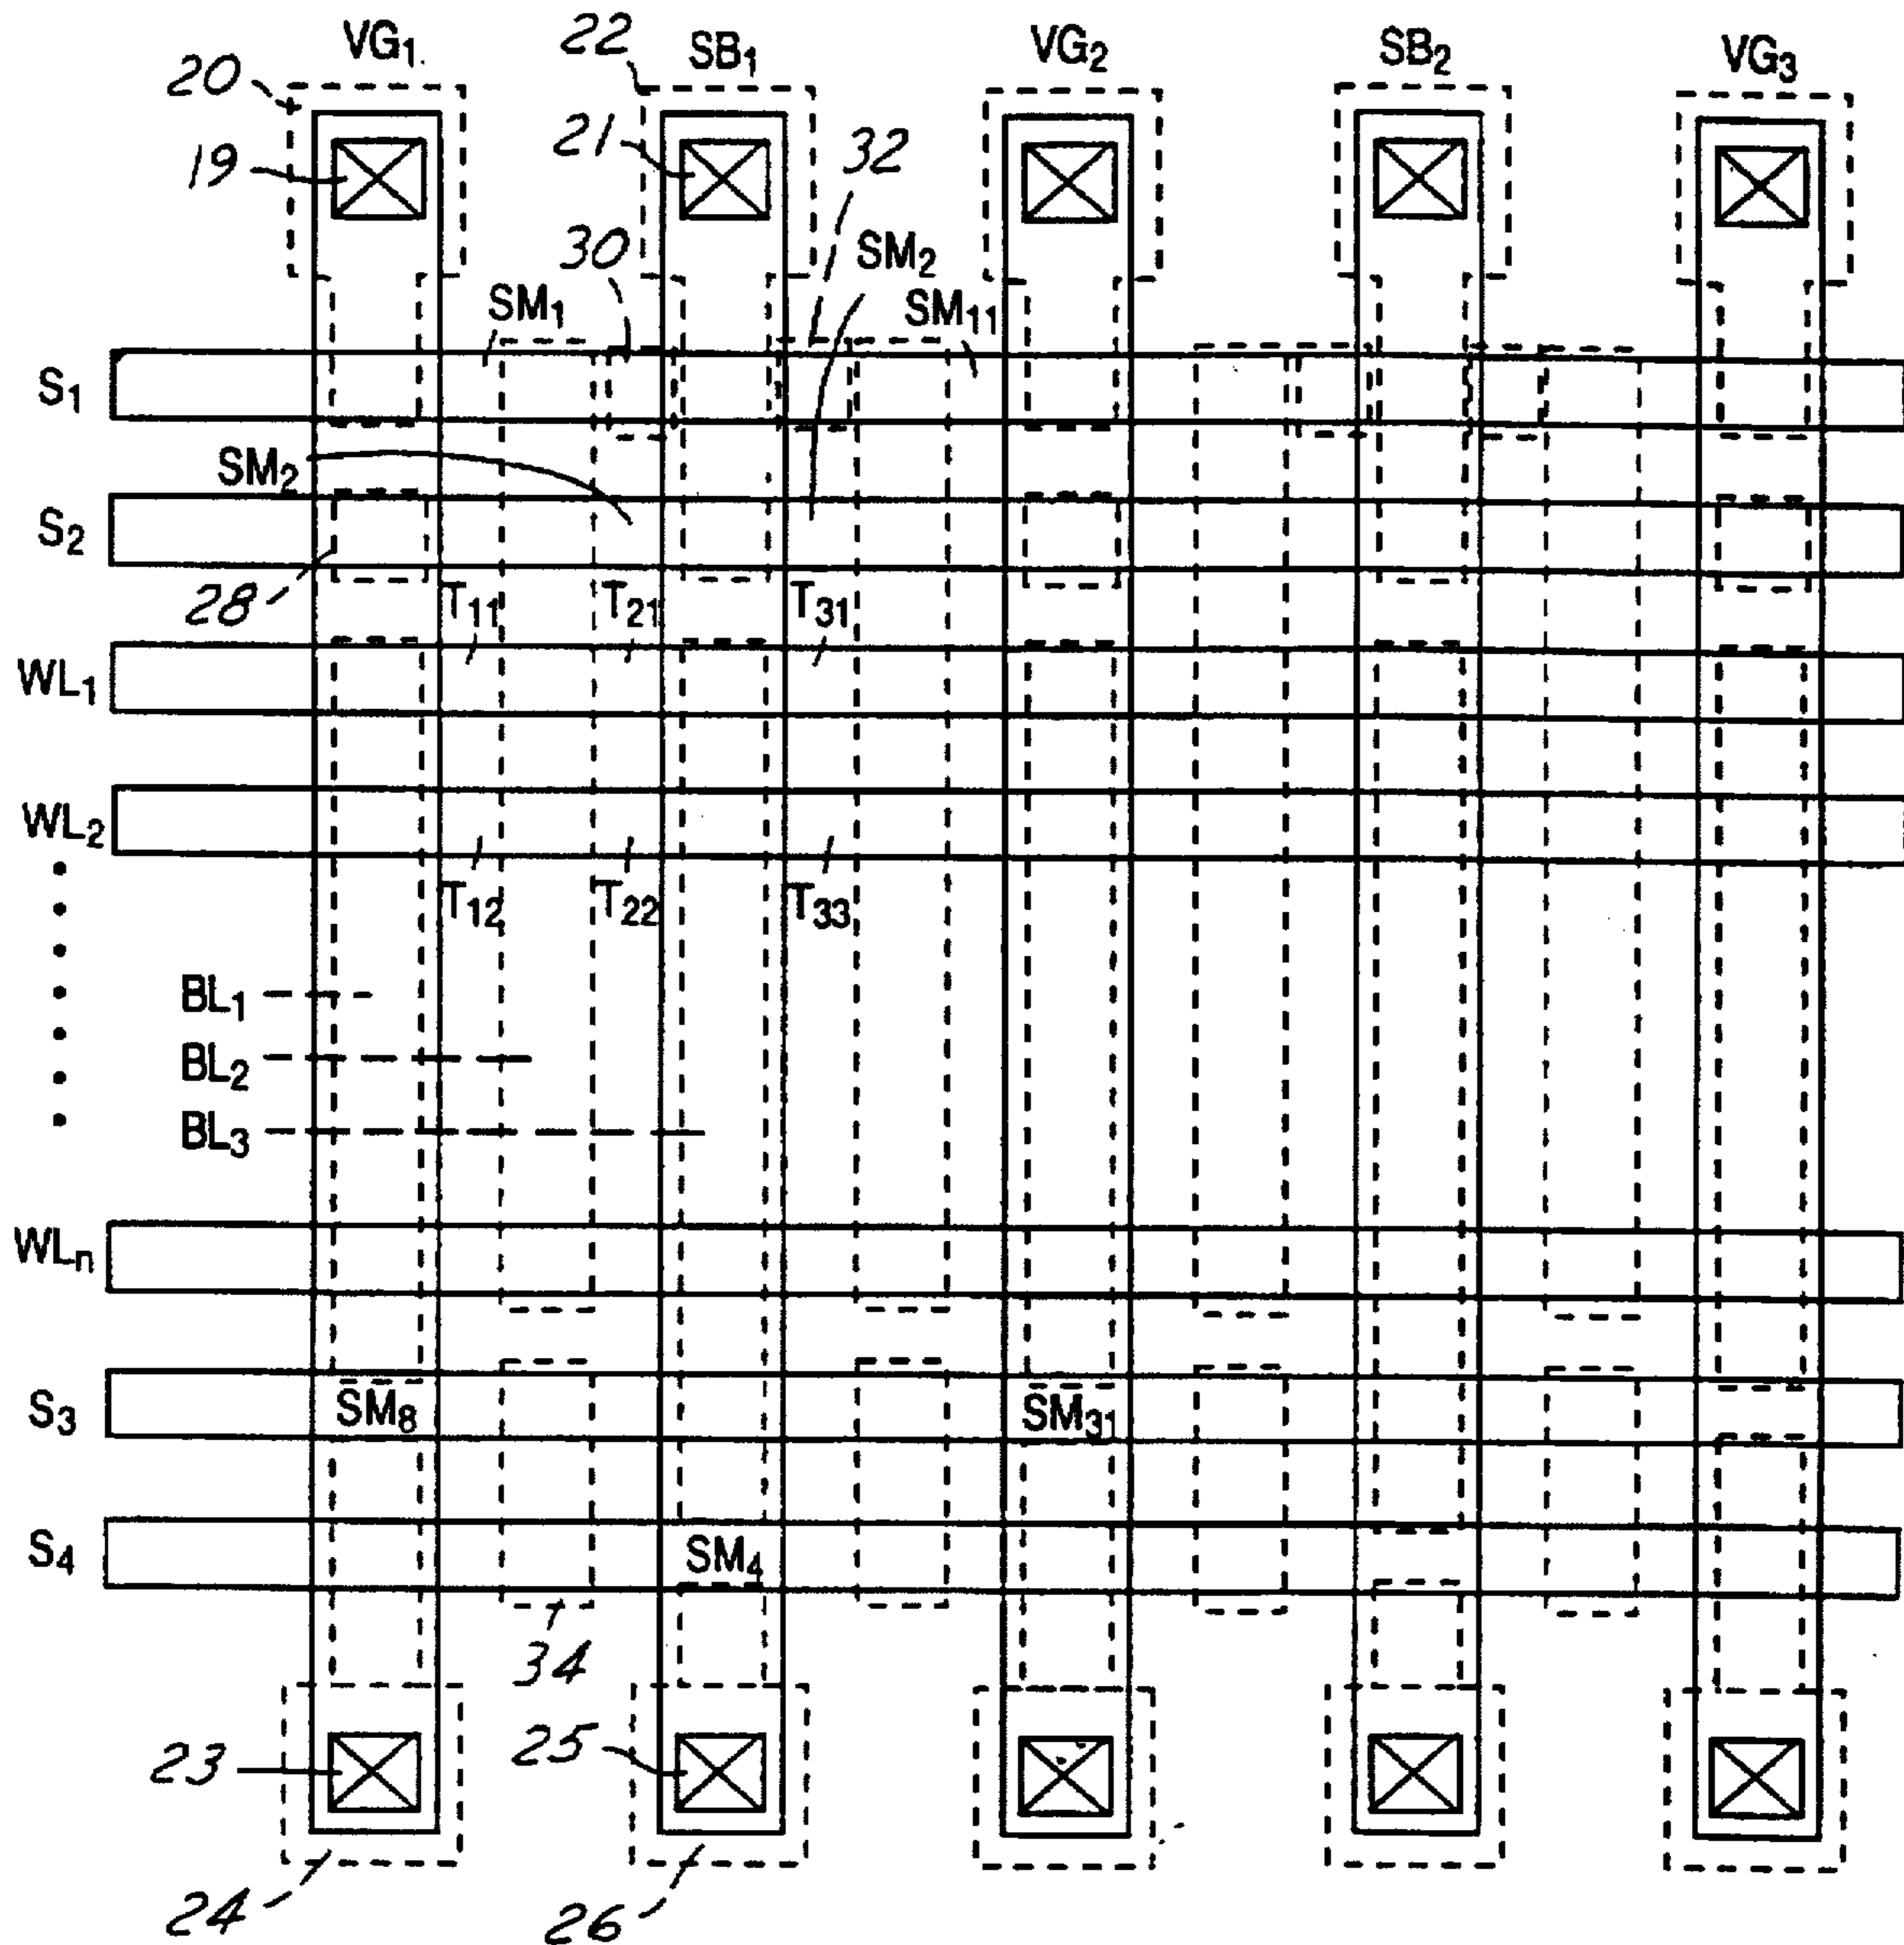 VG₁ 22 SB₁ VG₂ SB₂ VG₃
20
19 21 32
30 SM₂
SM₁ SM₁₁
S₁
SM₂
S₂
28 T₁₁ T₂₁ T₃₁
WL₁
WL₂
T₁₂ T₂₂ T₃₃
BL₁
BL₂
BL₃
WLₙ
S₃ SM₈ SM₃₁
S₄ SM₄
34
23 25
24 26